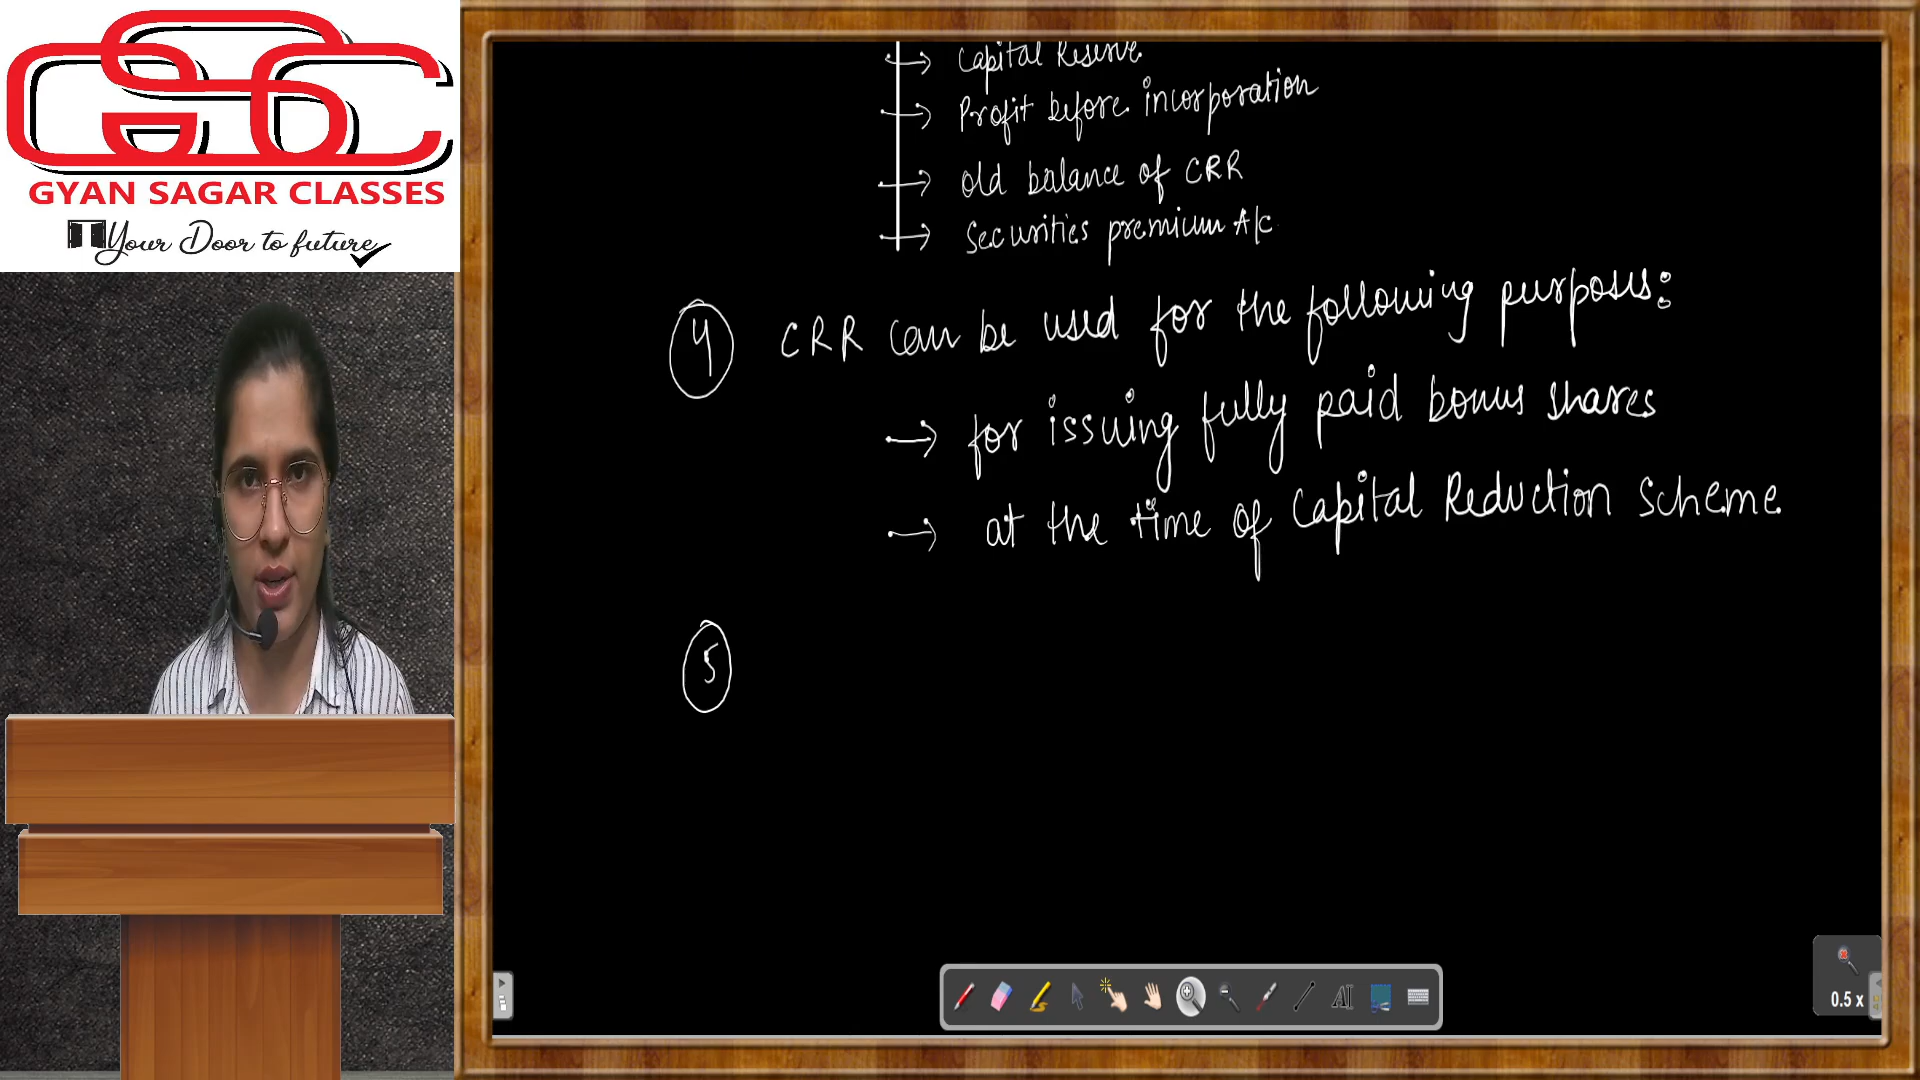 GSC
GYAN SAGAR CLASSES
Your Door to future
Capital Reserve
Profit before incorporation
old balance of CRR
Securities premium A/c
4 CRR can be used for the following purposes:
for issuing fully paid bonus shares
at the time of Capital Reduction Scheme
5
AI
0.5 x